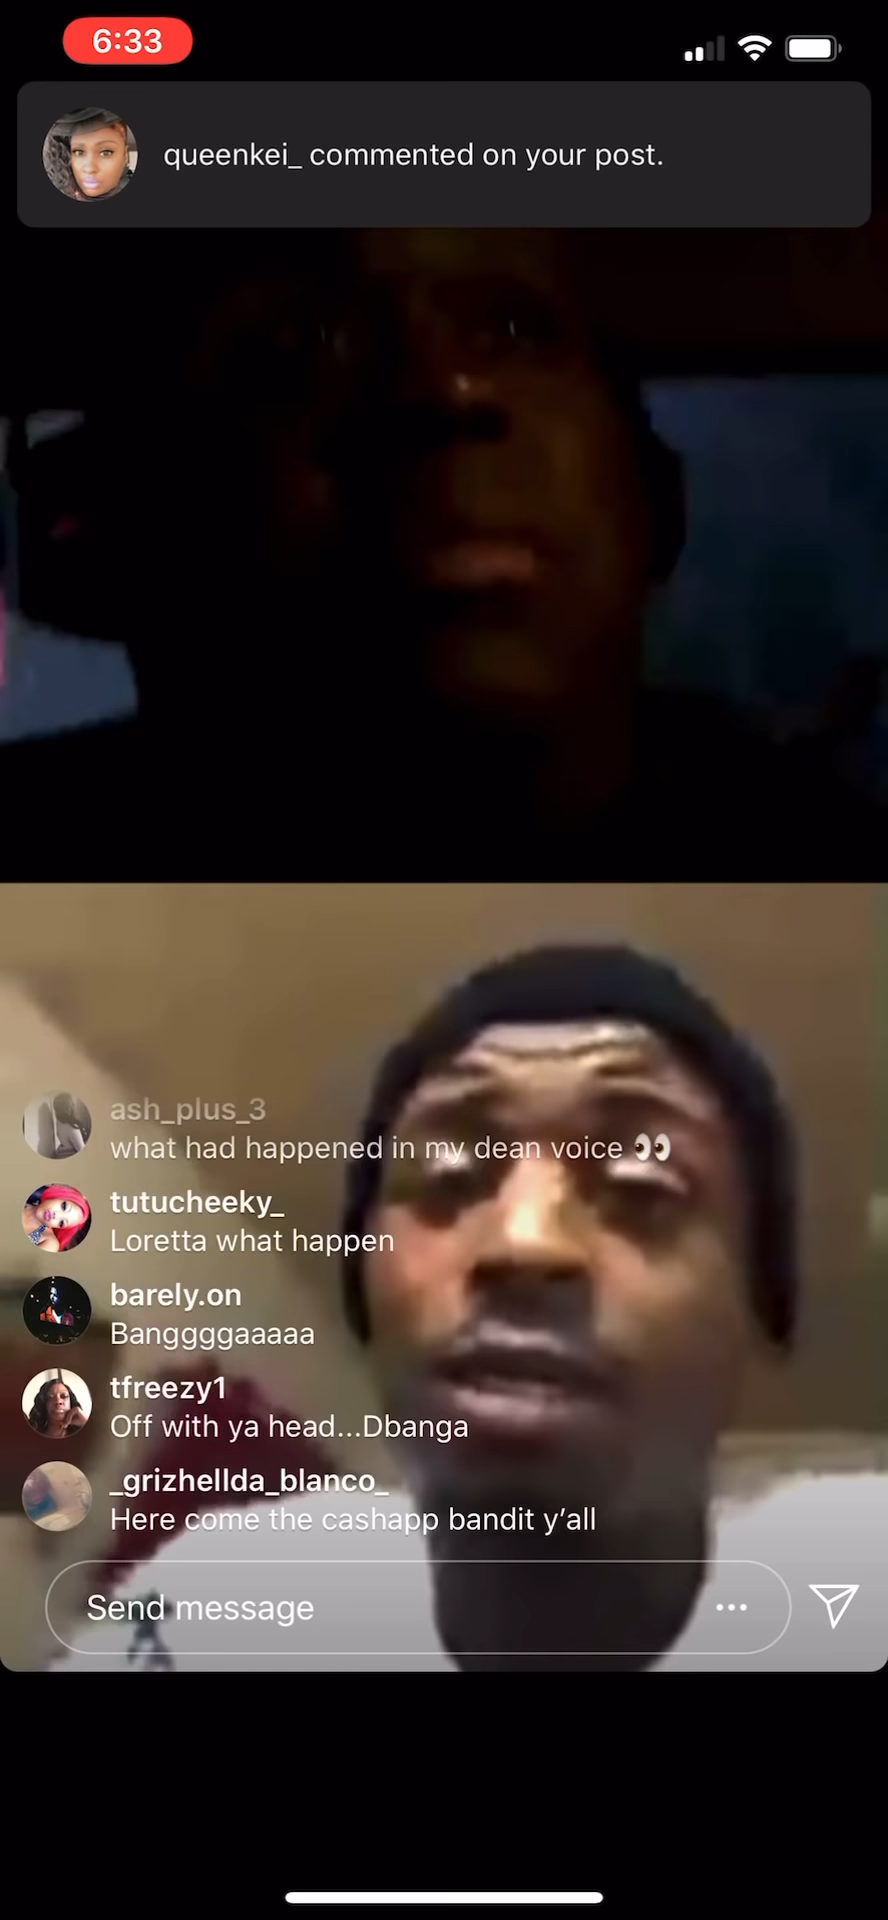 6:33
queenkei_ commented on your post.
ash_plus_3
what had happened in my dean voice 👀
tutucheeky_
Loretta what happen
barely.on
Banggggaaaaa
tfreezy1
Off with ya head...Dbanga
_grizhellda_blanco_
Here come the cashapp bandit y’all
Send message